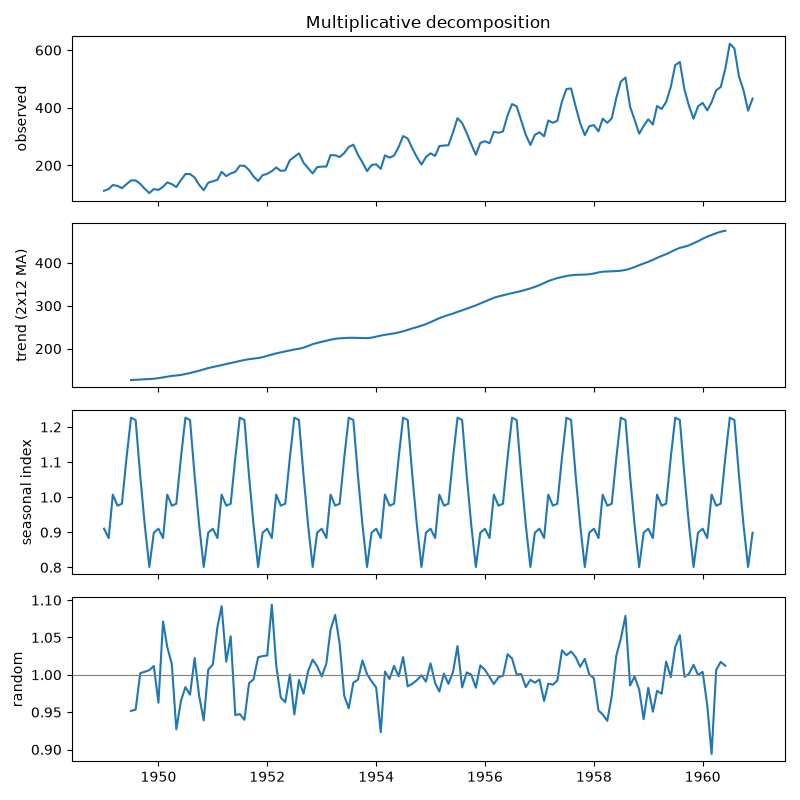 Multiplicative decomposition
observed
600
400
200
trend (2x12 MA)
400
300
200
seasonal index
1.2
1.1
1.0
0.9
0.8
random
1.10
1.05
1.00
0.95
0.90
1950 1952 1954 1956 1958 1960